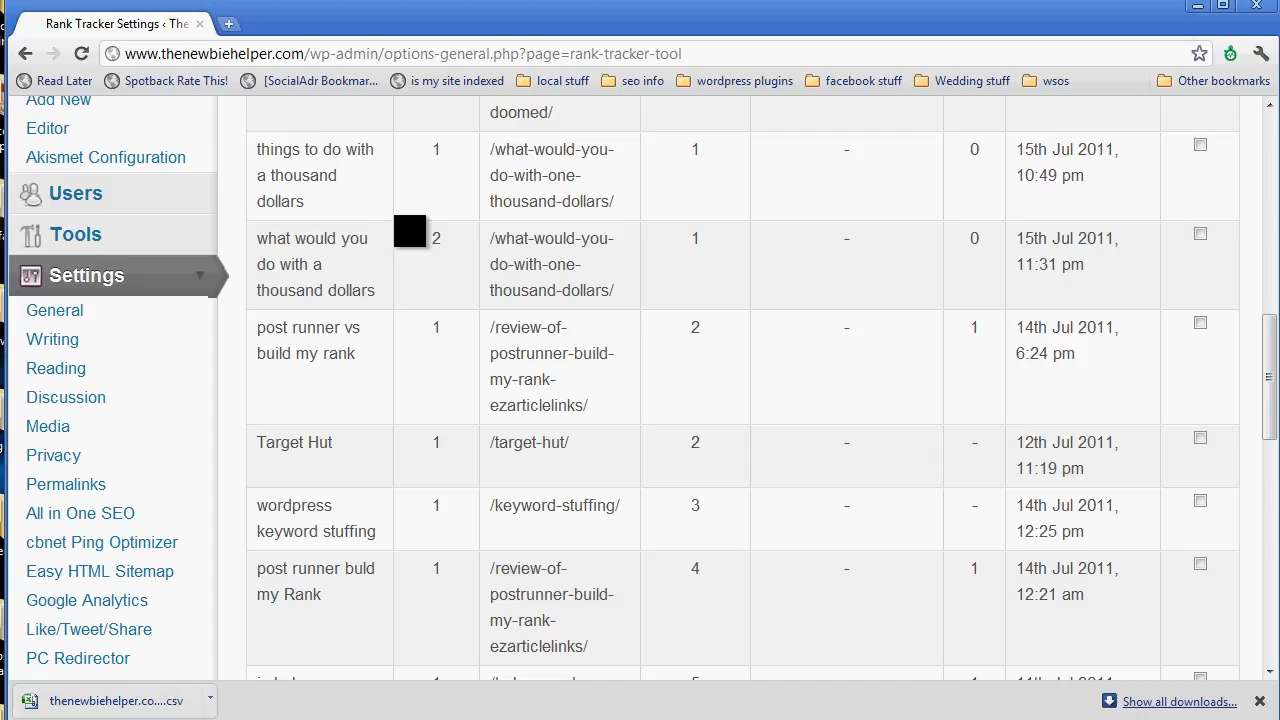 Rank Tracker Settings ‹ The
www.thenewbiehelper.com/wp-admin/options-general.php?page=rank-tracker-tool
Read Later
Spotback Rate This!
[SocialAdr Bookmar...
is my site indexed
local stuff
seo info
wordpress plugins
facebook stuff
Wedding stuff
wsos
Other bookmarks
Add New
Editor
Akismet Configuration
Users
Tools
Settings
General
Writing
Reading
Discussion
Media
Privacy
Permalinks
All in One SEO
cbnet Ping Optimizer
Easy HTML Sitemap
Google Analytics
Like/Tweet/Share
PC Redirector
doomed/
things to do with
a thousand
dollars
1
/what-would-you-
do-with-one-
thousand-dollars/
1
-
0
15th Jul 2011,
10:49 pm
what would you
do with a
thousand dollars
2
/what-would-you-
do-with-one-
thousand-dollars/
1
-
0
15th Jul 2011,
11:31 pm
post runner vs
build my rank
1
/review-of-
postrunner-build-
my-rank-
ezarticlelinks/
2
-
1
14th Jul 2011,
6:24 pm
Target Hut
1
/target-hut/
2
-
-
12th Jul 2011,
11:19 pm
wordpress
keyword stuffing
1
/keyword-stuffing/
3
-
-
14th Jul 2011,
12:25 pm
post runner buld
my Rank
1
/review-of-
postrunner-build-
my-rank-
ezarticlelinks/
4
-
1
14th Jul 2011,
12:21 am
thenewbiehelper.co....csv
Show all downloads...